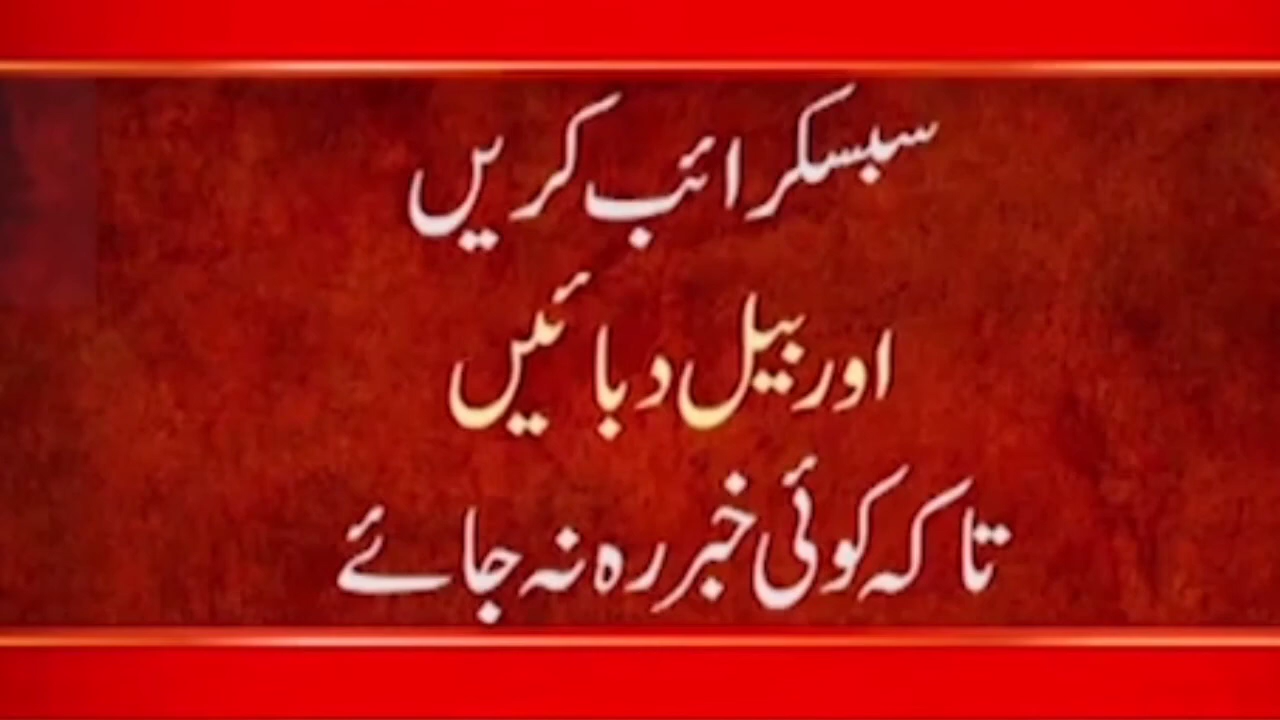 سبسکرائب کریں
اور بیل دبائیں
تاکہ کوئی خبر رہ نہ جائے